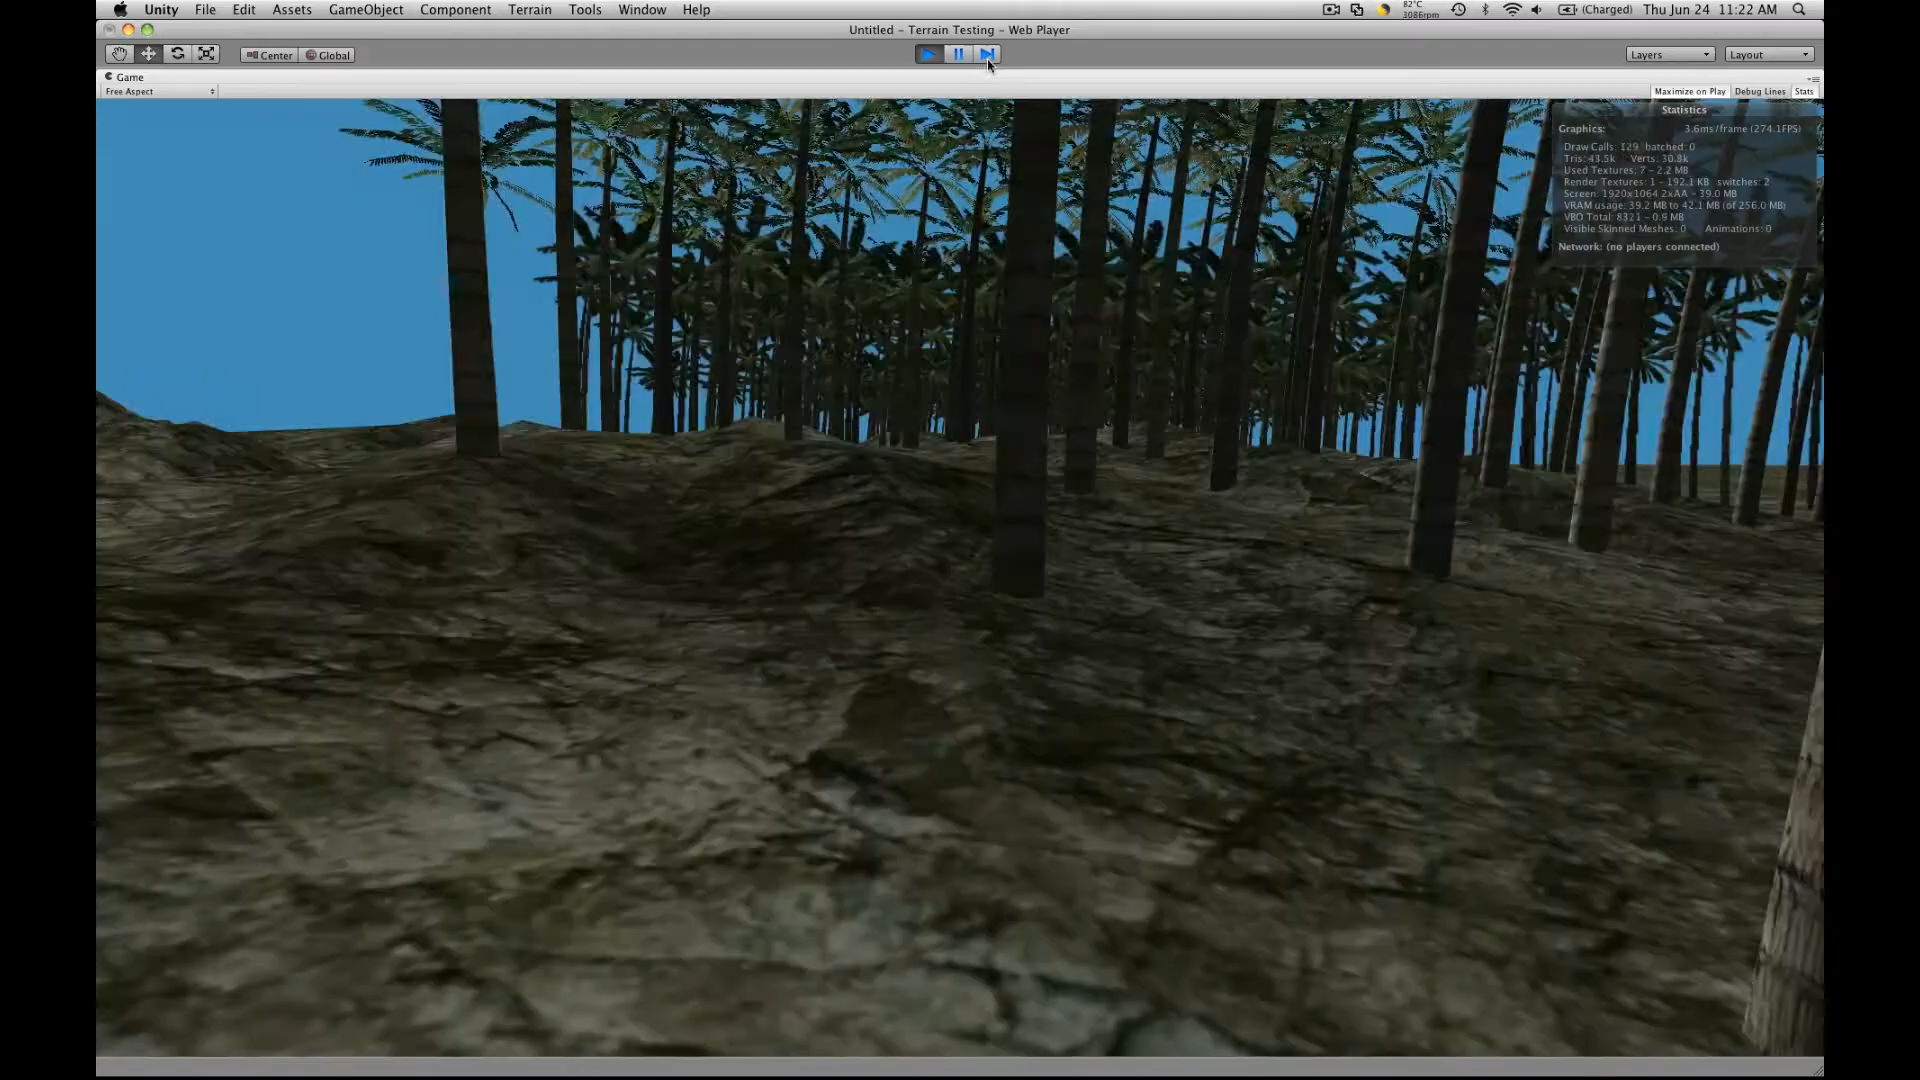 Unity File Edit Assets GameObject Component Terrain Tools Window Help 82°C 3086rpm (Charged) Thu Jun 24 11:22 AM
Untitled – Terrain Testing – Web Player
Center Global Layers Layout
Game
Free Aspect Maximize on Play Debug Lines Stats
Statistics
Graphics: 3.6ms/frame (274.1FPS)
Draw Calls: 129 batched: 0
Tris: 43.5k Verts: 30.8k
Used Textures: 7 – 2.2 MB
Render Textures: 1 – 192.1 KB switches: 2
Screen: 1920x1064 2xAA – 39.0 MB
VRAM usage: 39.2 MB to 42.1 MB (of 256.0 MB)
VBO Total: 8321 – 0.9 MB
Visible Skinned Meshes: 0 Animations: 0
Network: (no players connected)